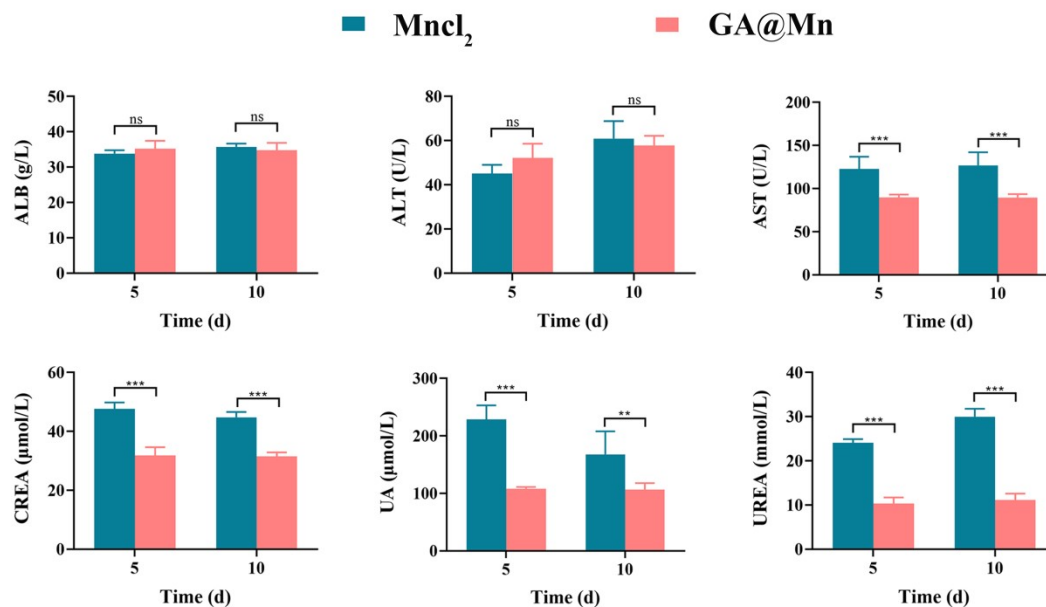 Mncl2
GA@Mn
ALB (g/L)
50
40
30
20
10
0
ns
ns
5
10
Time (d)
ALT (U/L)
80
60
40
20
0
ns
ns
5
10
Time (d)
AST (U/L)
200
150
100
50
0
***
***
5
10
Time (d)
CREA (μmol/L)
60
40
20
0
***
***
5
10
Time (d)
UA (μmol/L)
300
200
100
0
***
**
5
10
Time (d)
UREA (mmol/L)
40
30
20
10
0
***
***
5
10
Time (d)